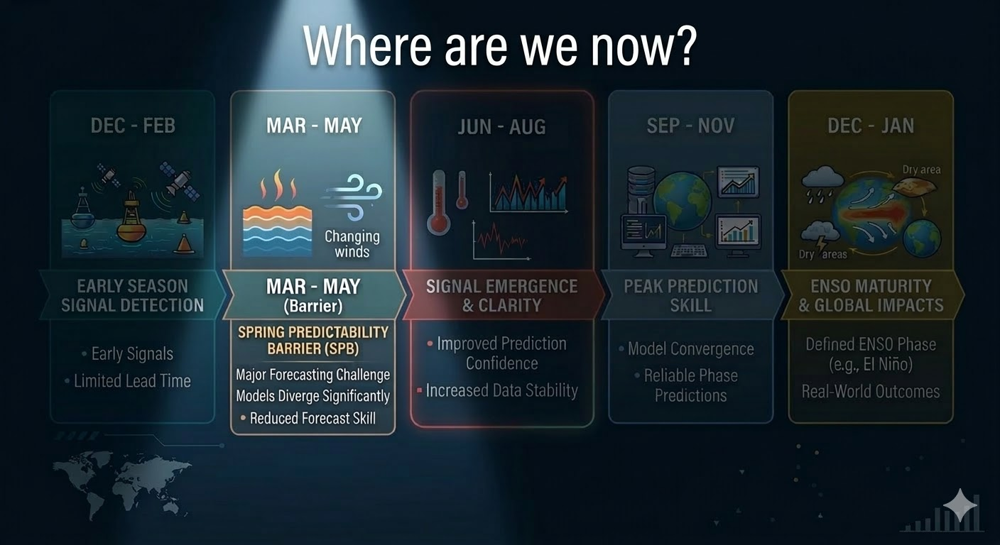 Where are we now?
DEC - FEB
EARLY SEASON
SIGNAL DETECTION
• Early Signals
• Limited Lead Time
MAR - MAY
Changing
winds
MAR - MAY
(Barrier)
SPRING PREDICTABILITY
BARRIER (SPB)
Major Forecasting Challenge
Models Diverge Significantly
• Reduced Forecast Skill
JUN - AUG
SIGNAL EMERGENCE
& CLARITY
• Improved Prediction
Confidence
▪ Increased Data Stability
SEP - NOV
PEAK PREDICTION
SKILL
• Model Convergence
• Reliable Phase
Predictions
DEC - JAN
Dry area
Dry areas
ENSO MATURITY
& GLOBAL IMPACTS
Defined ENSO Phase
(e.g., El Niño)
Real-World Outcomes